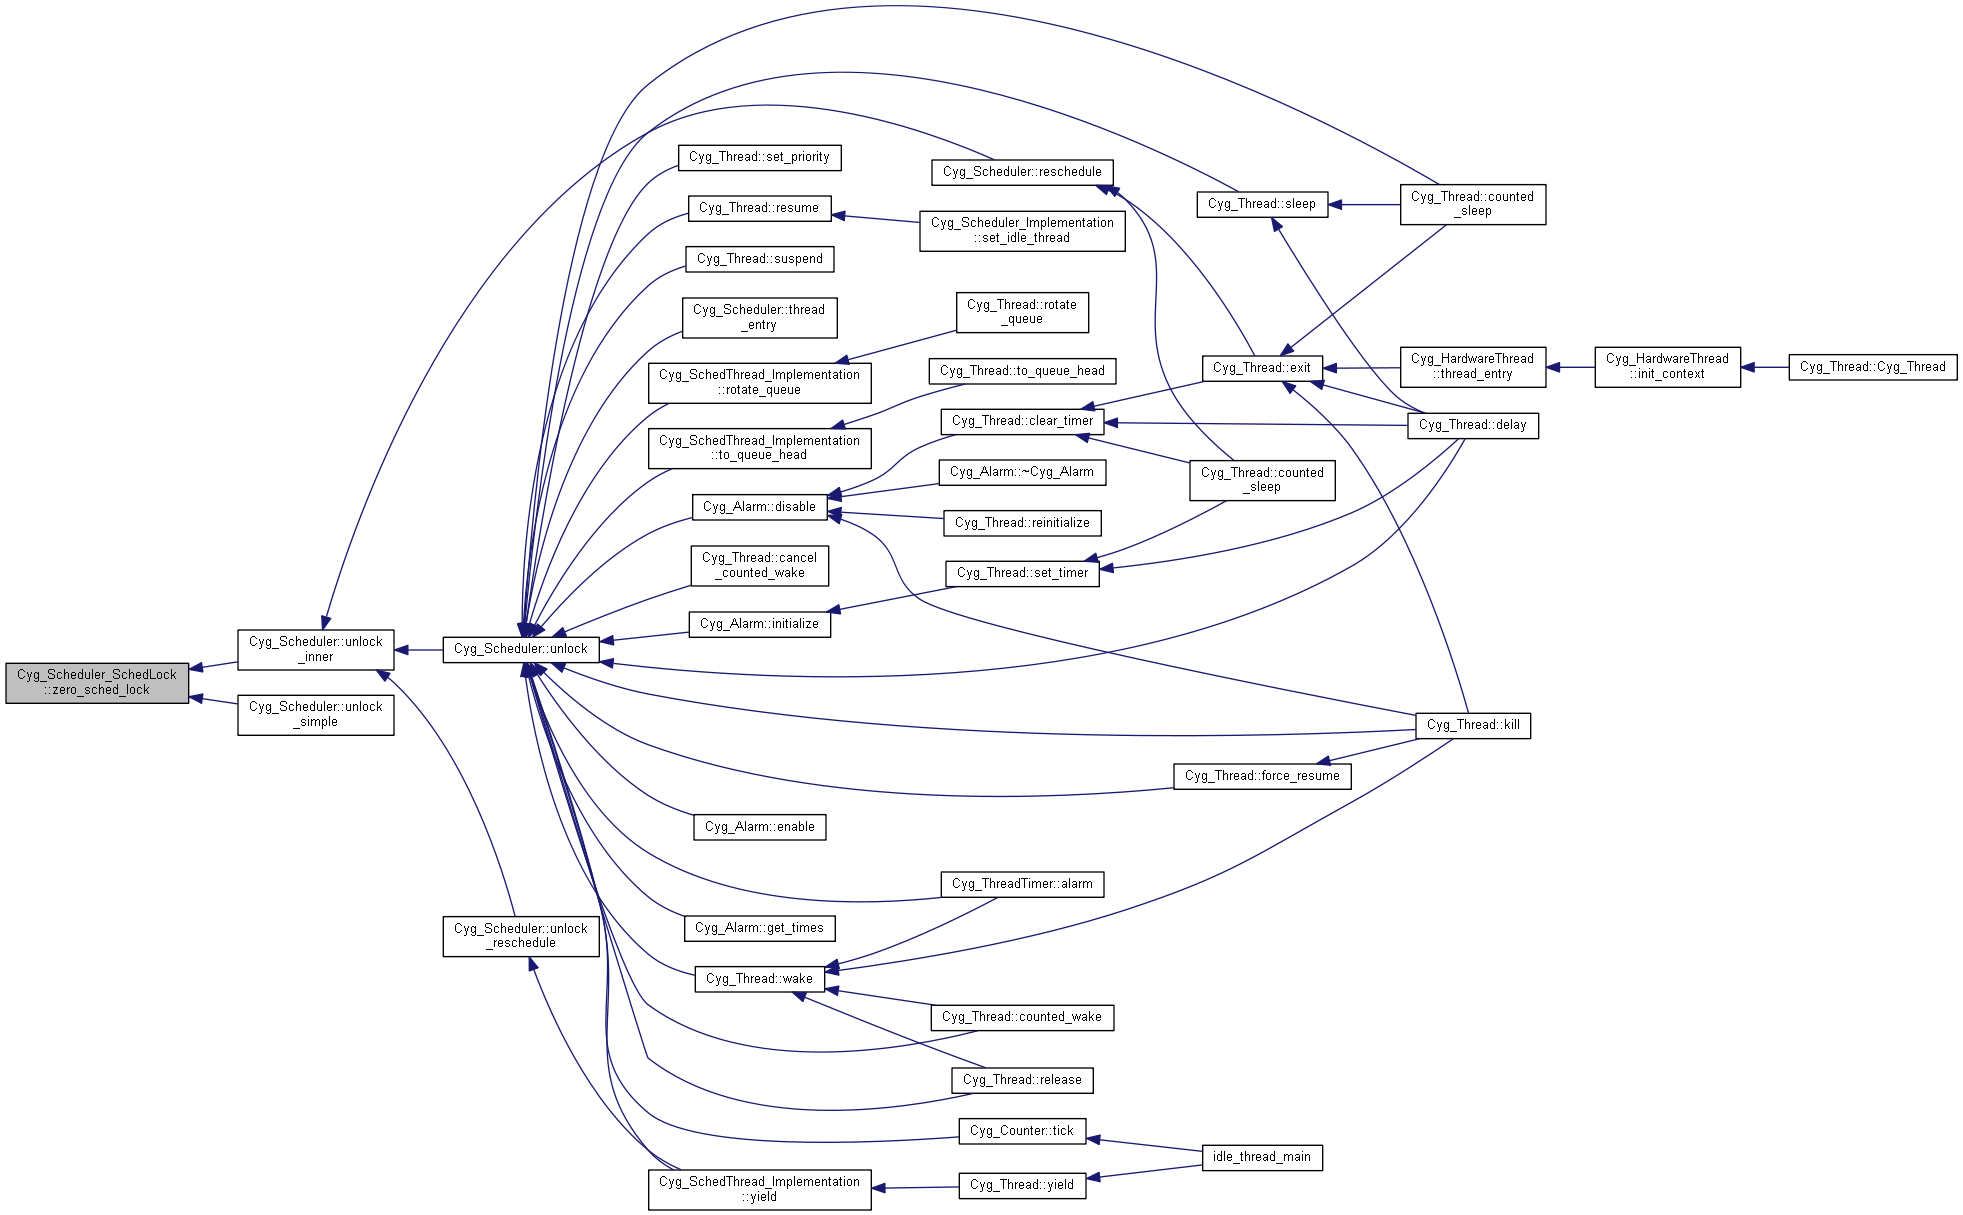 Cyg_Scheduler_SchedLock
::zero_sched_lock
Cyg_Scheduler::unlock
_inner
Cyg_Scheduler::unlock
_simple
Cyg_Scheduler::unlock
Cyg_Scheduler::unlock
_reschedule
Cyg_Thread::set_priority
Cyg_Thread::resume
Cyg_Thread::suspend
Cyg_Scheduler::thread
_entry
Cyg_SchedThread_Implementation
::rotate_queue
Cyg_SchedThread_Implementation
::to_queue_head
Cyg_Alarm::disable
Cyg_Thread::cancel
_counted_wake
Cyg_Alarm::initialize
Cyg_Alarm::enable
Cyg_Alarm::get_times
Cyg_Thread::wake
Cyg_SchedThread_Implementation
::yield
Cyg_Scheduler::reschedule
Cyg_Scheduler_Implementation
::set_idle_thread
Cyg_Thread::rotate
_queue
Cyg_Thread::to_queue_head
Cyg_Thread::clear_timer
Cyg_Alarm::~Cyg_Alarm
Cyg_Thread::reinitialize
Cyg_Thread::set_timer
Cyg_ThreadTimer::alarm
Cyg_Thread::counted_wake
Cyg_Thread::release
Cyg_Counter::tick
Cyg_Thread::yield
Cyg_Thread::sleep
Cyg_Thread::exit
Cyg_Thread::counted
_sleep
Cyg_Thread::force_resume
idle_thread_main
Cyg_Thread::counted
_sleep
Cyg_HardwareThread
::thread_entry
Cyg_Thread::delay
Cyg_Thread::kill
Cyg_HardwareThread
::init_context
Cyg_Thread::Cyg_Thread